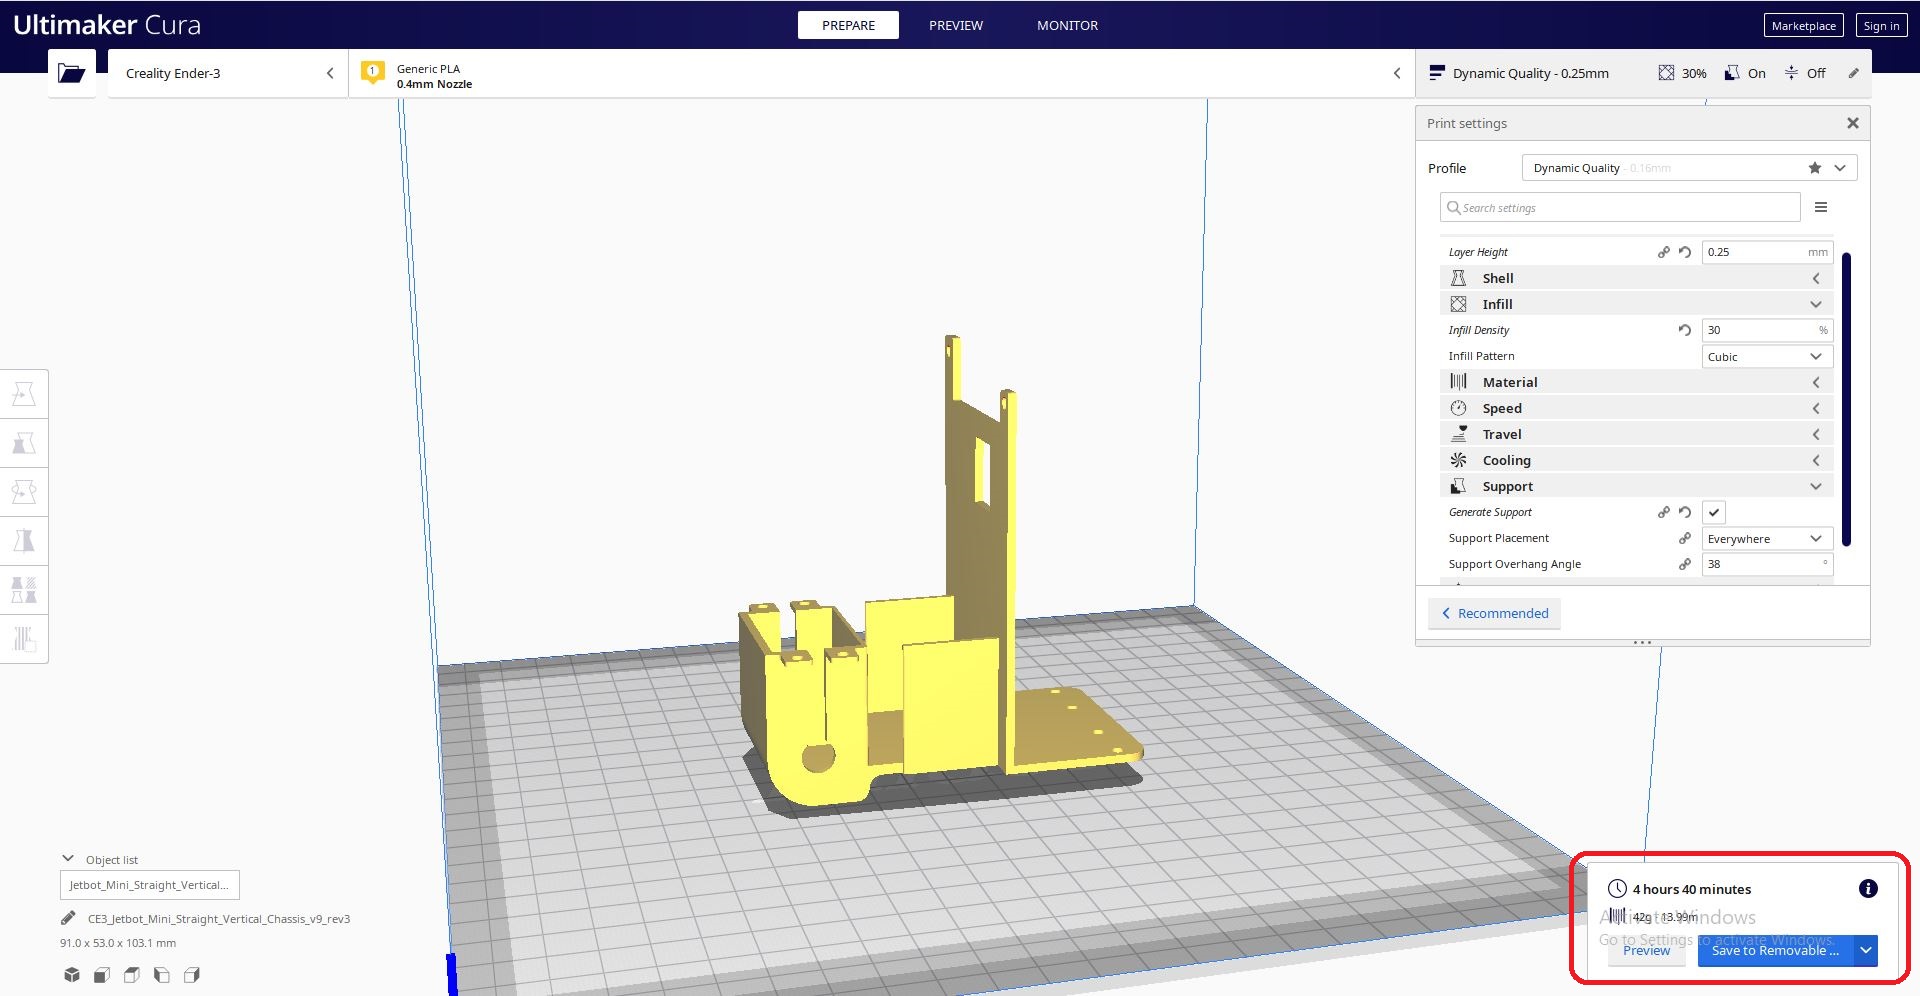 Ultimaker Cura
PREPARE
PREVIEW
MONITOR
Marketplace
Sign in
Creality Ender-3
1
Generic PLA
0.4mm Nozzle
Dynamic Quality - 0.25mm
30%
On
Off
Print settings
Profile
Dynamic Quality - 0.16mm
Search settings
Layer Height
0.25
mm
Shell
Infill
Infill Density
30
%
Infill Pattern
Cubic
Material
Speed
Travel
Cooling
Support
Generate Support
Support Placement
Everywhere
Support Overhang Angle
38
°
Recommended
Object list
Jetbot_Mini_Straight_Vertical...
CE3_Jetbot_Mini_Straight_Vertical_Chassis_v9_rev3
91.0 x 53.0 x 103.1 mm
4 hours 40 minutes
42g · 13.99m
Activate Windows
Go to Settings to activate Windows.
Preview
Save to Removable ...